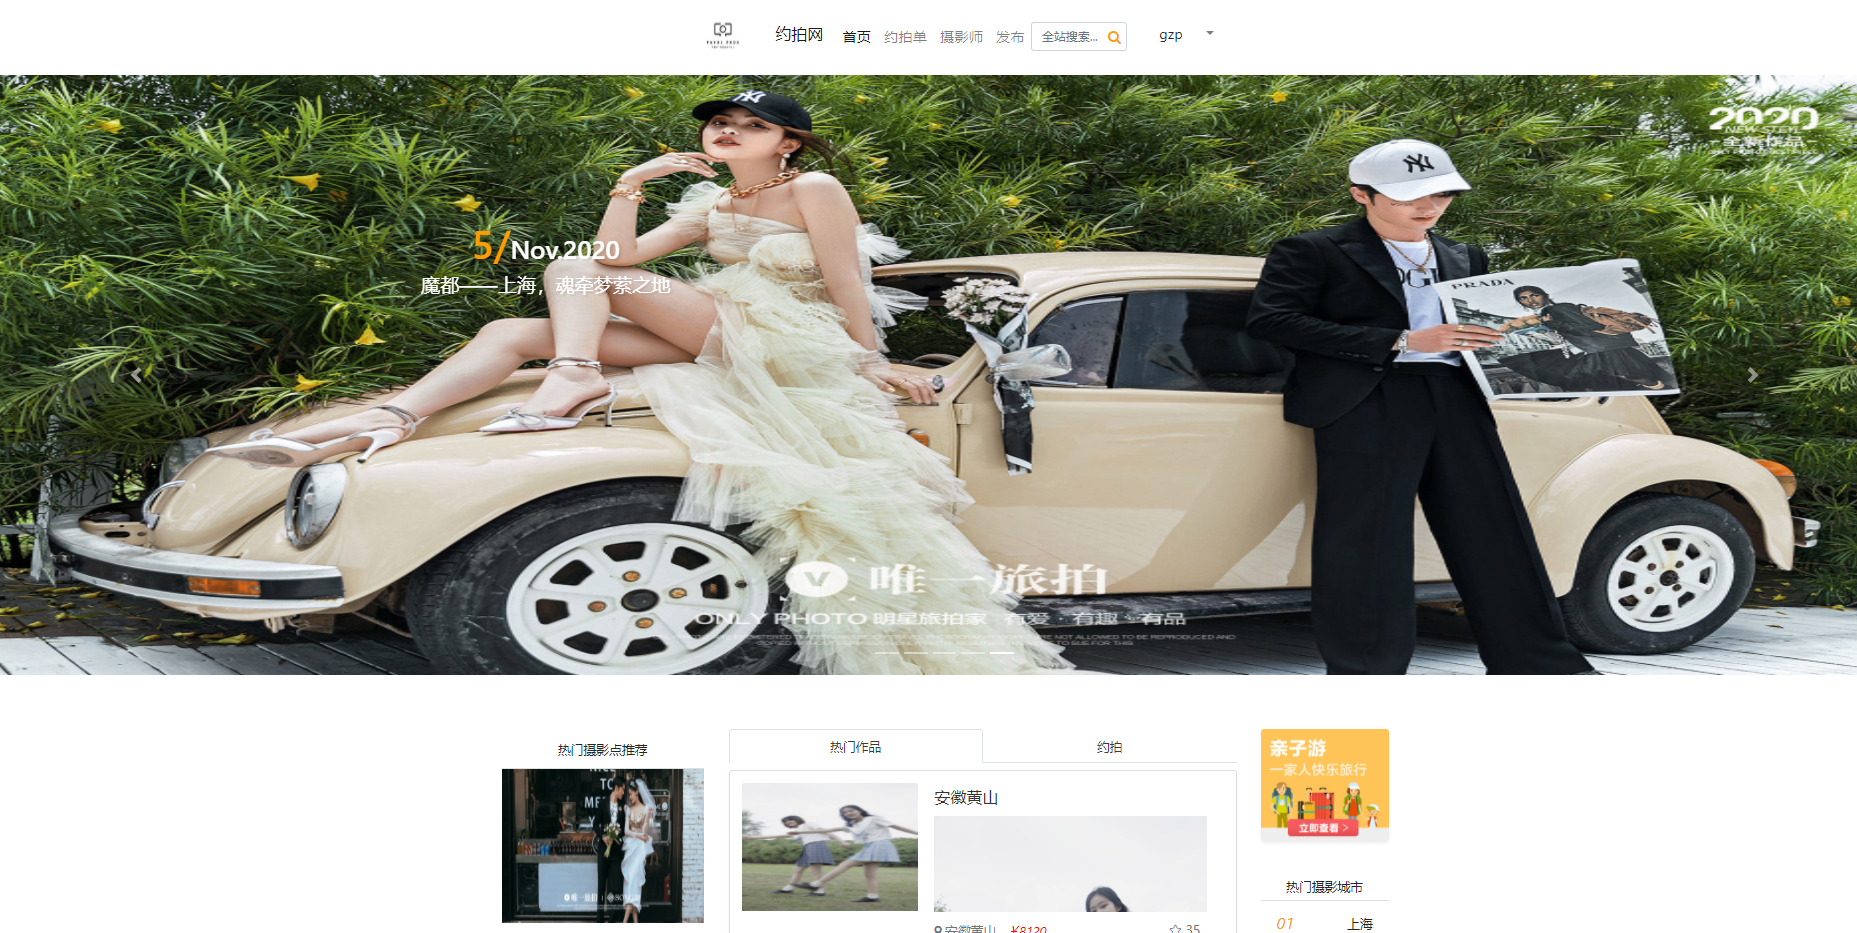 约拍网 首页 约拍单 摄影师 发布 全站搜索... gzp
2020
NEW STEYL
全新作品
5/Nov.2020
魔都——上海，魂牵梦萦之地
PRADA
唯一旅拍
ONLY PHOTO 明星旅拍家 有爱·有趣·有品
热门摄影点推荐
热门作品 约拍
安徽黄山
安徽黄山 ¥8120 35
亲子游
一家人快乐旅行
立即查看 >
热门摄影城市
01 上海